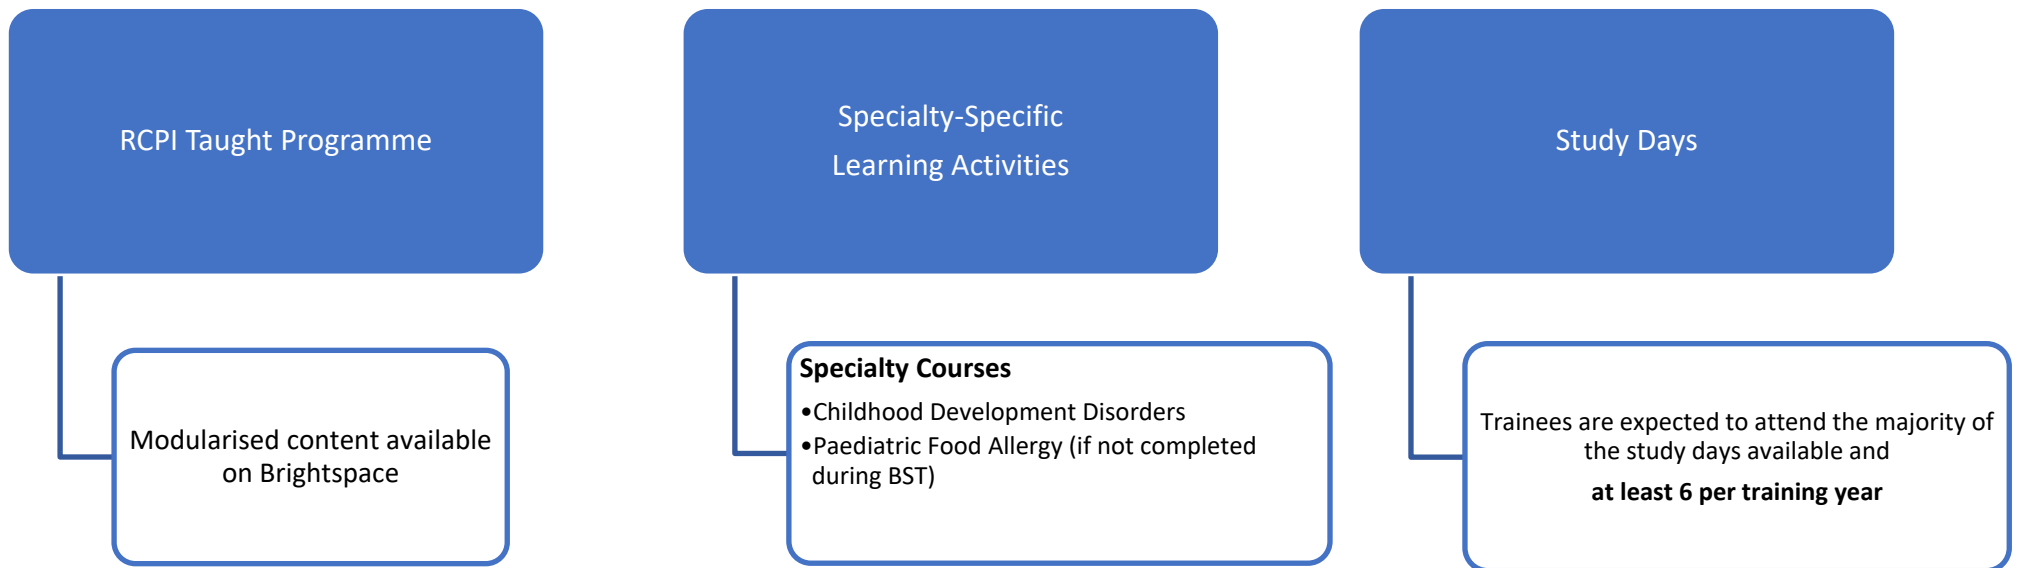 RCPI Taught Programme
Modularised content available
on Brightspace
Specialty-Specific
Learning Activities
Specialty Courses
•Childhood Development Disorders
•Paediatric Food Allergy (if not completed
during BST)
Study Days
Trainees are expected to attend the majority of
the study days available and
at least 6 per training year